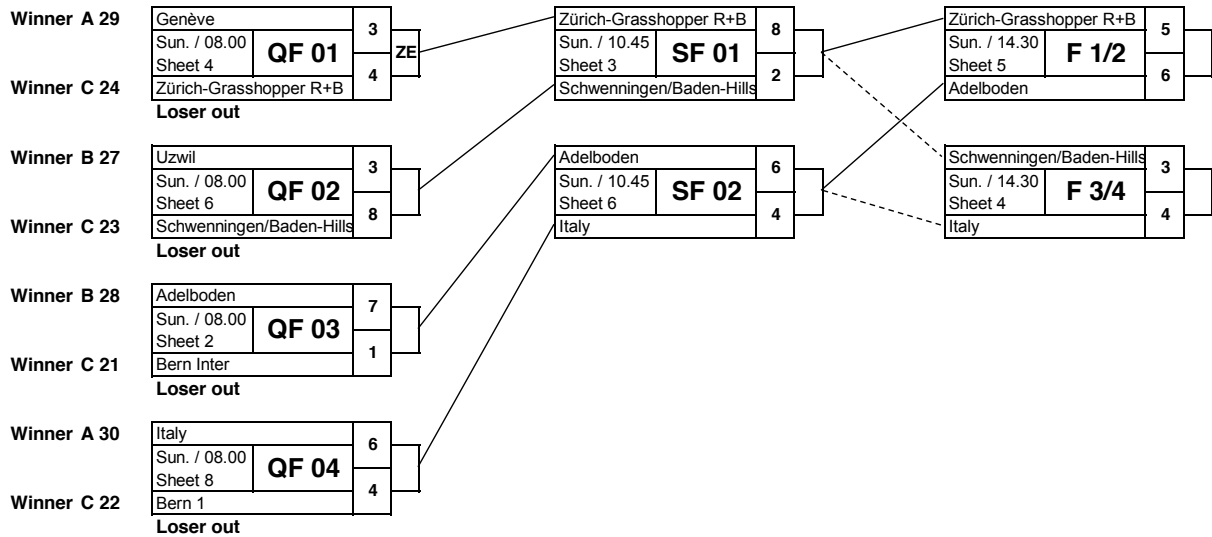 Winner A 29
Genève
3
Sun. / 08.00
Sheet 4
QF 01
ZE
4
Winner C 24
Zürich-Grasshopper R+B
Loser out
Winner B 27
Uzwil
3
Sun. / 08.00
Sheet 6
QF 02
8
Winner C 23
Schwenningen/Baden-Hills
Loser out
Winner B 28
Adelboden
7
Sun. / 08.00
Sheet 2
QF 03
1
Winner C 21
Bern Inter
Loser out
Winner A 30
Italy
6
Sun. / 08.00
Sheet 8
QF 04
4
Winner C 22
Bern 1
Loser out
Zürich-Grasshopper R+B
8
Sun. / 10.45
Sheet 3
SF 01
2
Schwenningen/Baden-Hills
Adelboden
6
Sun. / 10.45
Sheet 6
SF 02
4
Italy
Zürich-Grasshopper R+B
5
Sun. / 14.30
Sheet 5
F 1/2
6
Adelboden
Schwenningen/Baden-Hills
3
Sun. / 14.30
Sheet 4
F 3/4
4
Italy